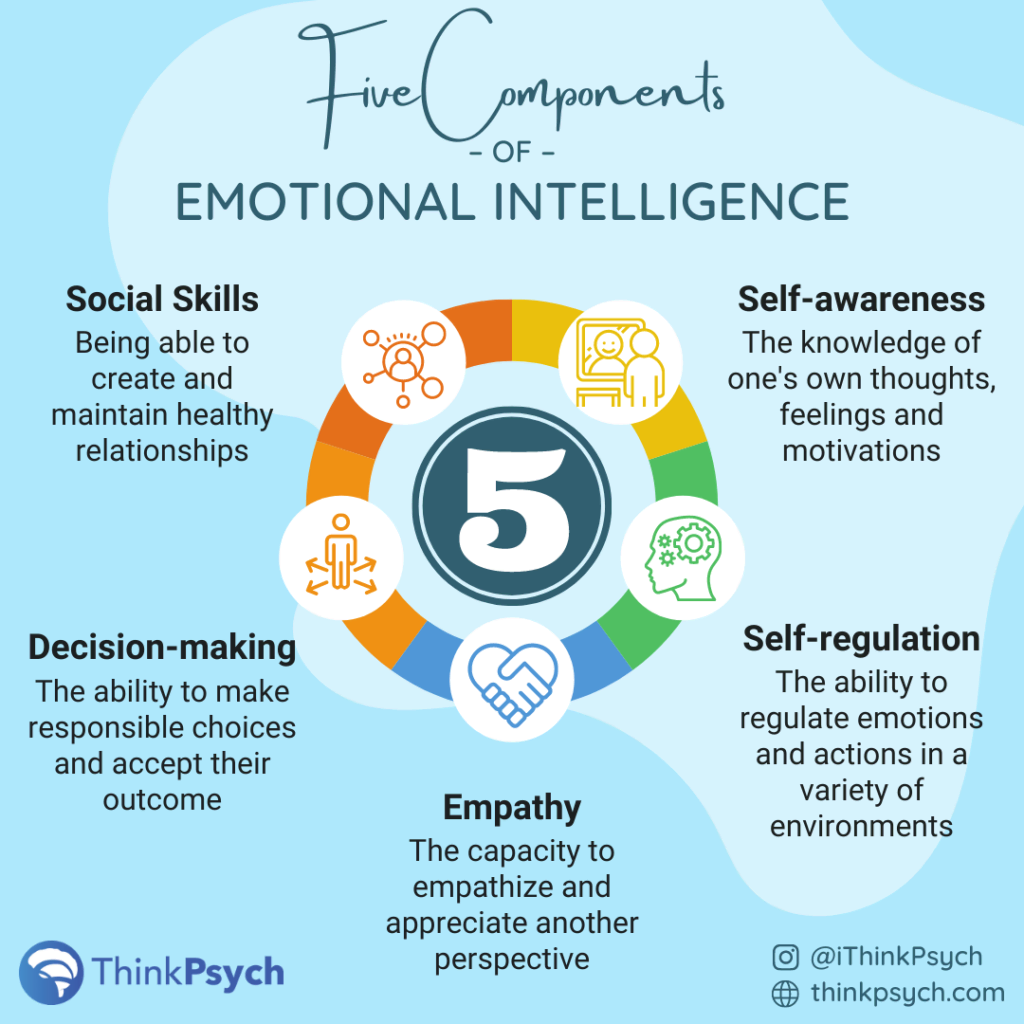 Five Components
- OF -
EMOTIONAL INTELLIGENCE
Social Skills
Being able to
create and
maintain healthy
relationships
Self-awareness
The knowledge of
one's own thoughts,
feelings and
motivations
5
Decision-making
The ability to make
responsible choices
and accept their
outcome
Self-regulation
The ability to
regulate emotions
and actions in a
variety of
environments
Empathy
The capacity to
empathize and
appreciate another
perspective
ThinkPsych
@iThinkPsych
thinkpsych.com